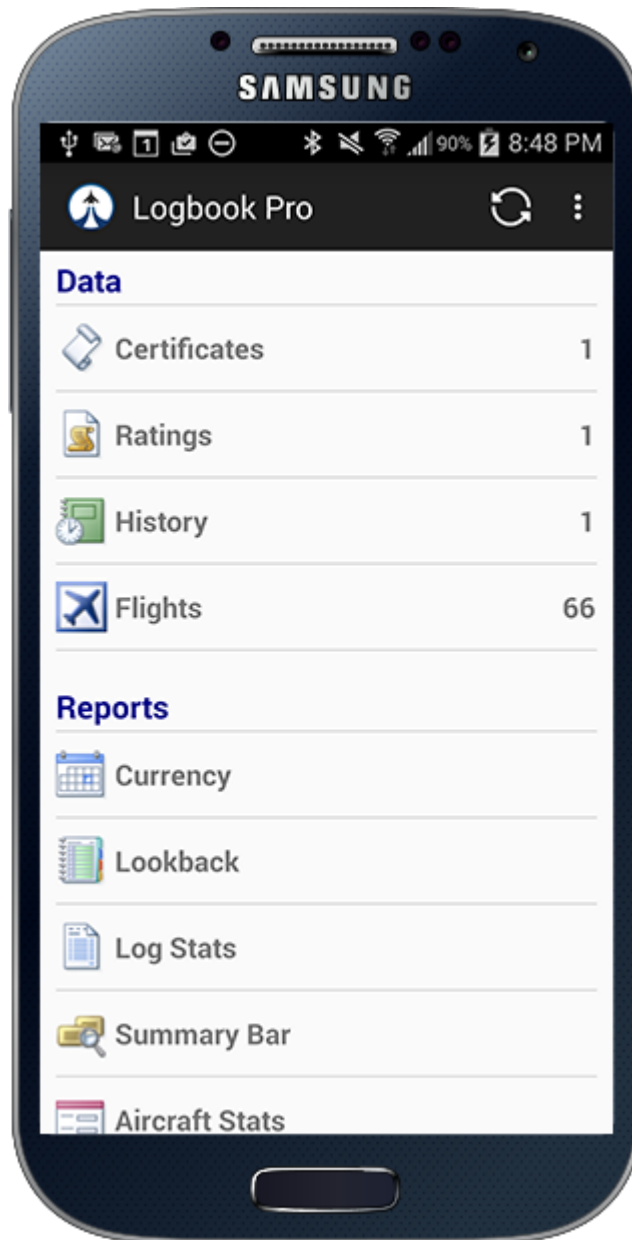 SAMSUNG
1 90% 8:48 PM
Logbook Pro
Data
Certificates 1
Ratings 1
History 1
Flights 66
Reports
Currency
Lookback
Log Stats
Summary Bar
Aircraft Stats